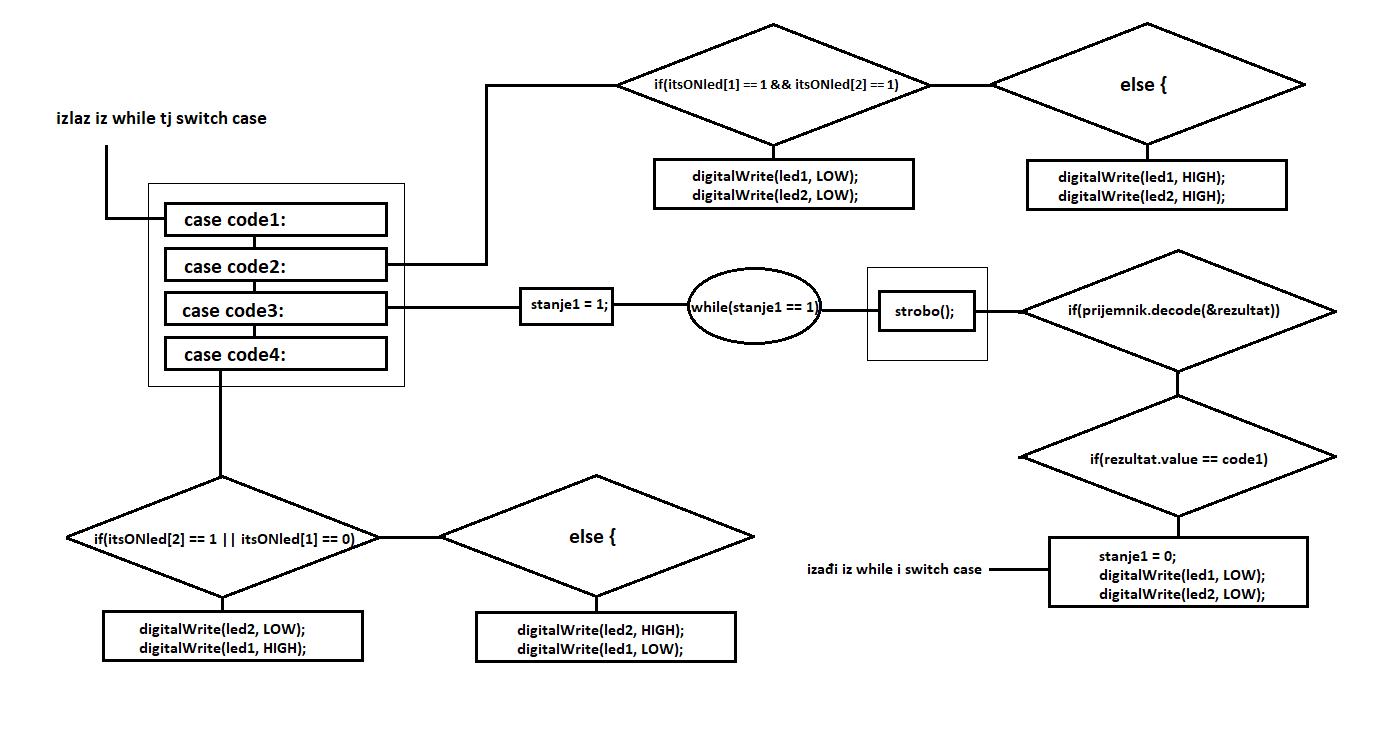 izlaz iz while tj switch case
case code1:
case code2:
case code3:
case code4:
if(itsONled[1] == 1 && itsONled[2] == 1)
digitalWrite(led1, LOW);
digitalWrite(led2, LOW);
else {
digitalWrite(led1, HIGH);
digitalWrite(led2, HIGH);
stanje1 = 1;
while(stanje1 == 1)
strobo();
if(prijemnik.decode(&rezultat))
if(rezultat.value == code1)
izađi iz while i switch case
stanje1 = 0;
digitalWrite(led1, LOW);
digitalWrite(led2, LOW);
if(itsONled[2] == 1 || itsONled[1] == 0)
digitalWrite(led2, LOW);
digitalWrite(led1, HIGH);
else {
digitalWrite(led2, HIGH);
digitalWrite(led1, LOW);